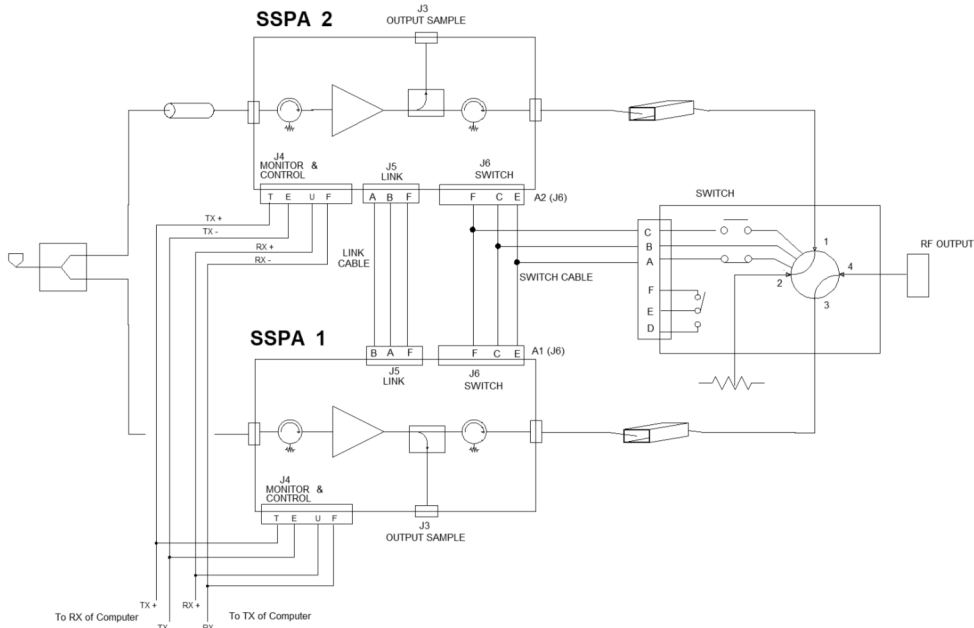 SSPA 2
J3
OUTPUT SAMPLE
J4
MONITOR &
CONTROL
T E U F
J5
LINK
A B F
J6
SWITCH
F C E
A2 (J6)
TX +
TX -
RX +
RX -
LINK
CABLE
SWITCH CABLE
SWITCH
C
B
A
F
E
D
1
2
3
4
RF OUTPUT
SSPA 1
B A F
J5
LINK
F C E
J6
SWITCH
A1 (J6)
J4
MONITOR &
CONTROL
T E U F
J3
OUTPUT SAMPLE
TX +
RX +
To RX of Computer
To TX of Computer
TX
RX